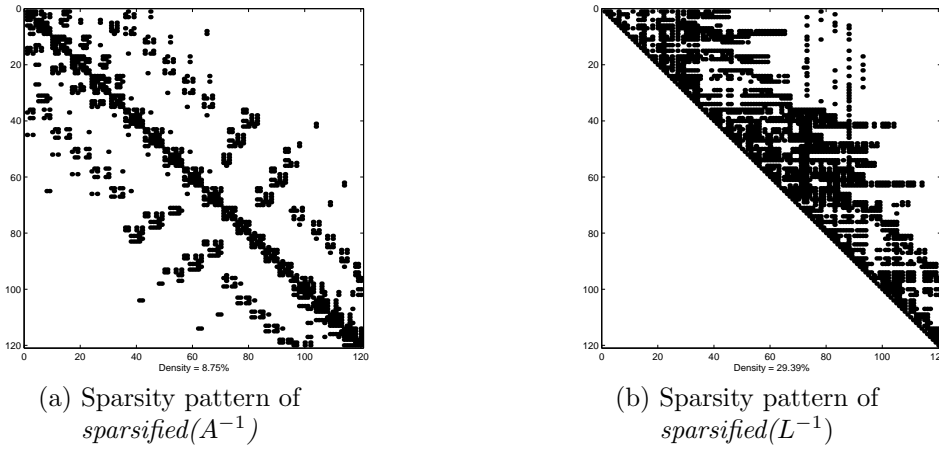 0
20
40
60
80
100
120
0 20 40 60 80 100 120
Density = 8.75%
(a) Sparsity pattern of
sparsified(A⁻¹)
0
20
40
60
80
100
120
0 20 40 60 80 100 120
Density = 29.39%
(b) Sparsity pattern of
sparsified(L⁻¹)